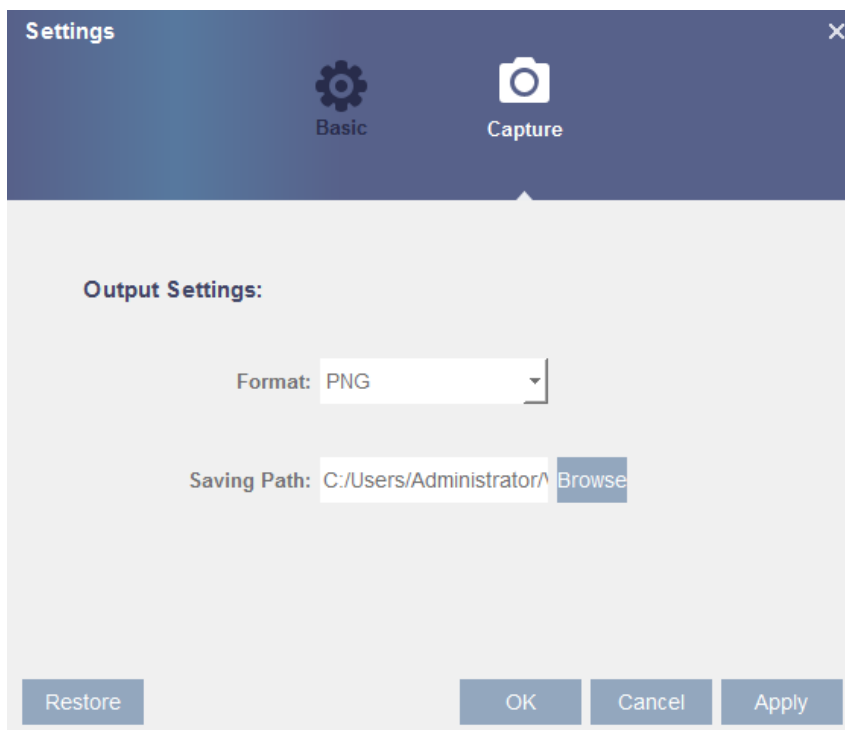 Settings
Basic
Capture
Output Settings:
Format: PNG
Saving Path: C:/Users/Administrator/ Browse
Restore OK Cancel Apply